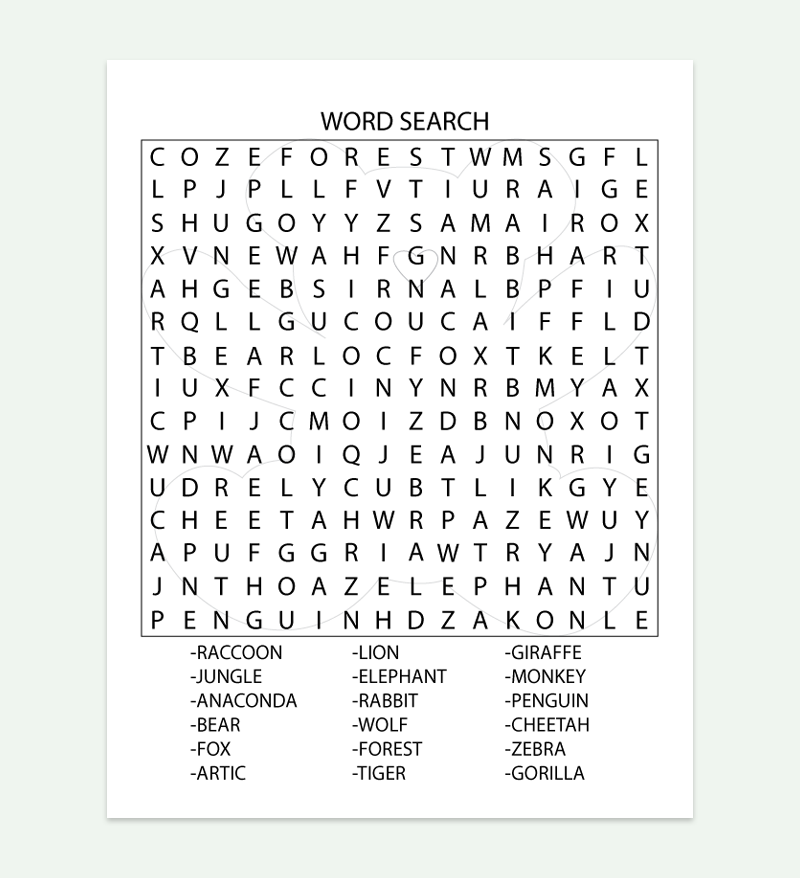 WORD SEARCH
C O Z E F O R E S T W M S G F L
L P J P L L F V T I U R A I G E
S H U G O Y Y Z S A M A I R O X
X V N E W A H F G N R B H A R T
A H G E B S I R N A L B P F I U
R Q L L G U C O U C A I F F L D
T B E A R L O C F O X T K E L T
I U X F C C I N Y N R B M Y A X
C P I J C M O I Z D B N O X O T
W N W A O I Q J E A J U N R I G
U D R E L Y C U B T L I K G Y E
C H E E T A H W R P A Z E W U Y
A P U F G G R I A W T R Y A J N
J N T H O A Z E L E P H A N T U
P E N G U I N H D Z A K O N L E
-RACCOON -LION -GIRAFFE
-JUNGLE -ELEPHANT -MONKEY
-ANACONDA -RABBIT -PENGUIN
-BEAR -WOLF -CHEETAH
-FOX -FOREST -ZEBRA
-ARTIC -TIGER -GORILLA